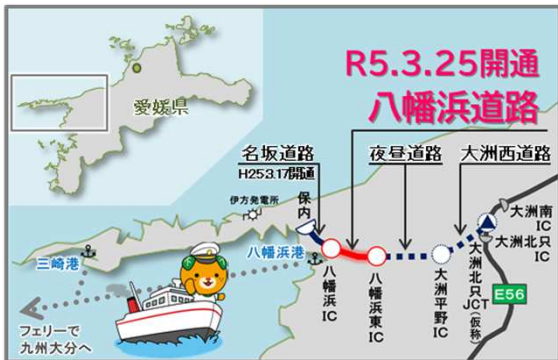 R5.3.25開通
八幡浜道路
愛媛県
名坂道路
H25.3.17開通
夜昼道路
大洲西道路
伊方発電所
保内
三崎港
八幡浜港
八幡浜IC
八幡浜東IC
大洲平野IC
大洲北只JCT(仮称)
大洲南IC
大洲北只IC
E56
フェリーで
九州大分へ